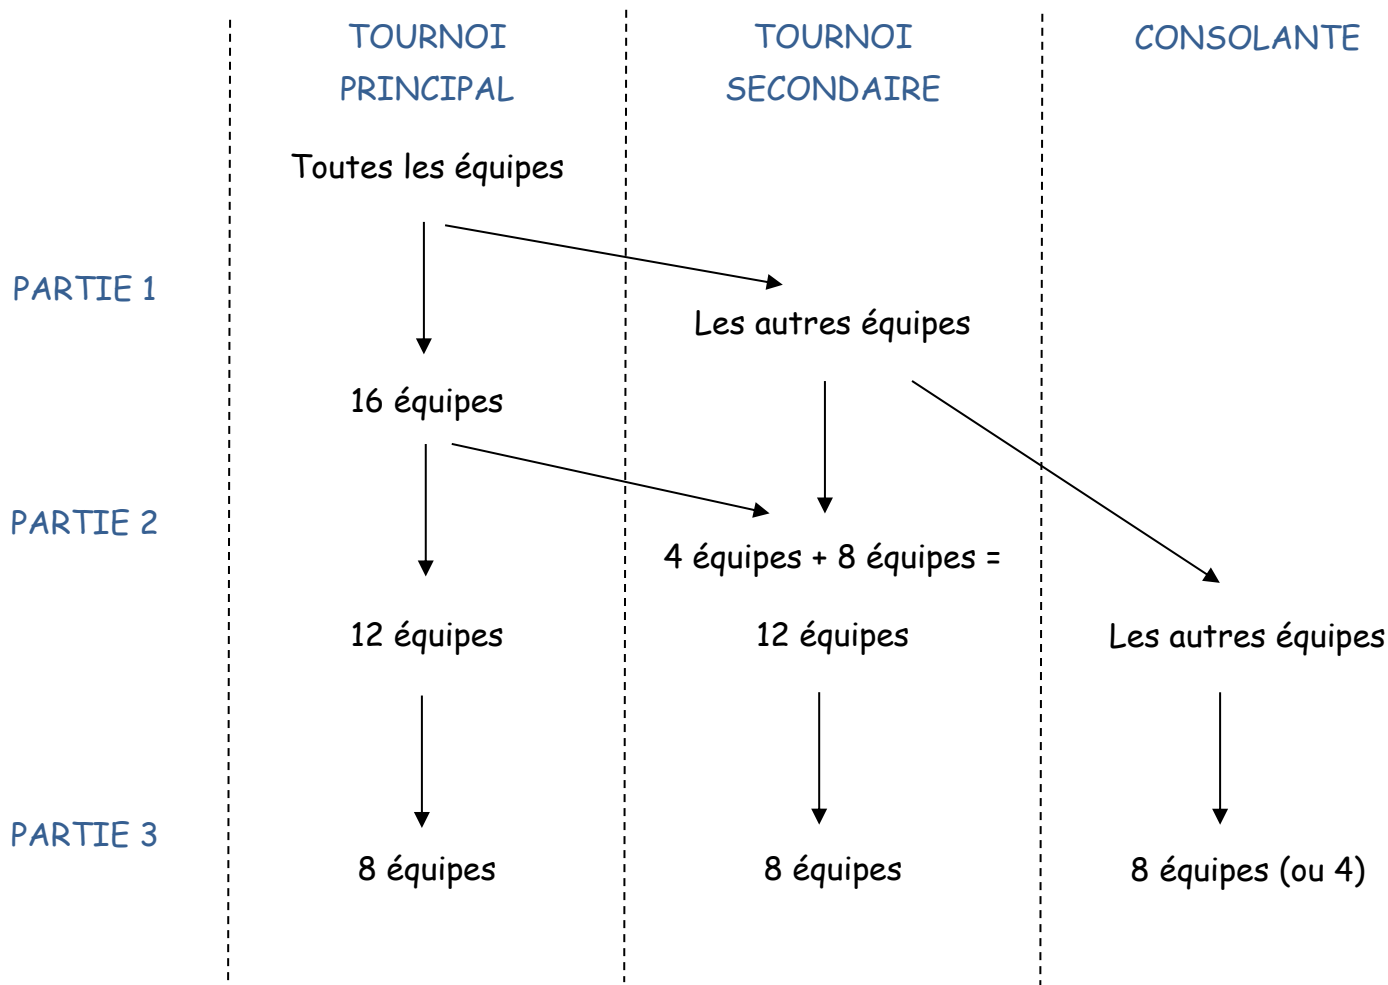 TOURNOI
PRINCIPAL
TOURNOI
SECONDAIRE
CONSOLANTE
Toutes les équipes
PARTIE 1
Les autres équipes
16 équipes
PARTIE 2
4 équipes + 8 équipes =
12 équipes
12 équipes
Les autres équipes
PARTIE 3
8 équipes
8 équipes
8 équipes (ou 4)